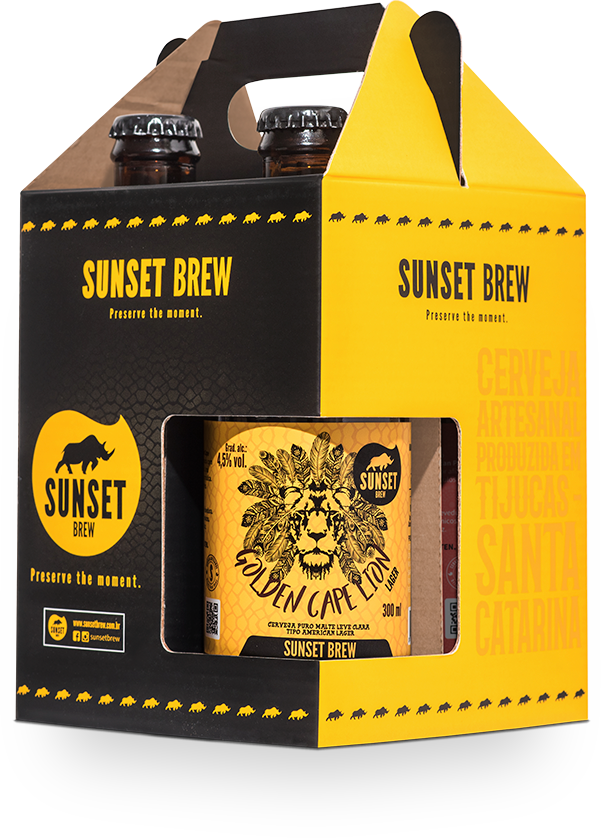 SUNSET BREW
Preserve the moment.
SUNSET
BREW
Preserve the moment.
SUNSET
www.sunsetbrew.com.br
sunsetbrew
Grad. alc.:
4,5% vol.
SUNSET
BREW
GOLDEN CAPE LION
LAGER
300 ml
CERVEJA PURO MALTE LEVE CLARA
TIPO AMERICAN LAGER
SUNSET BREW
SUNSET BREW
Preserve the moment.
CERVEJA
ARTESANAL
PRODUZIDA EM
TIJUCAS-
SANTA
CATARINA